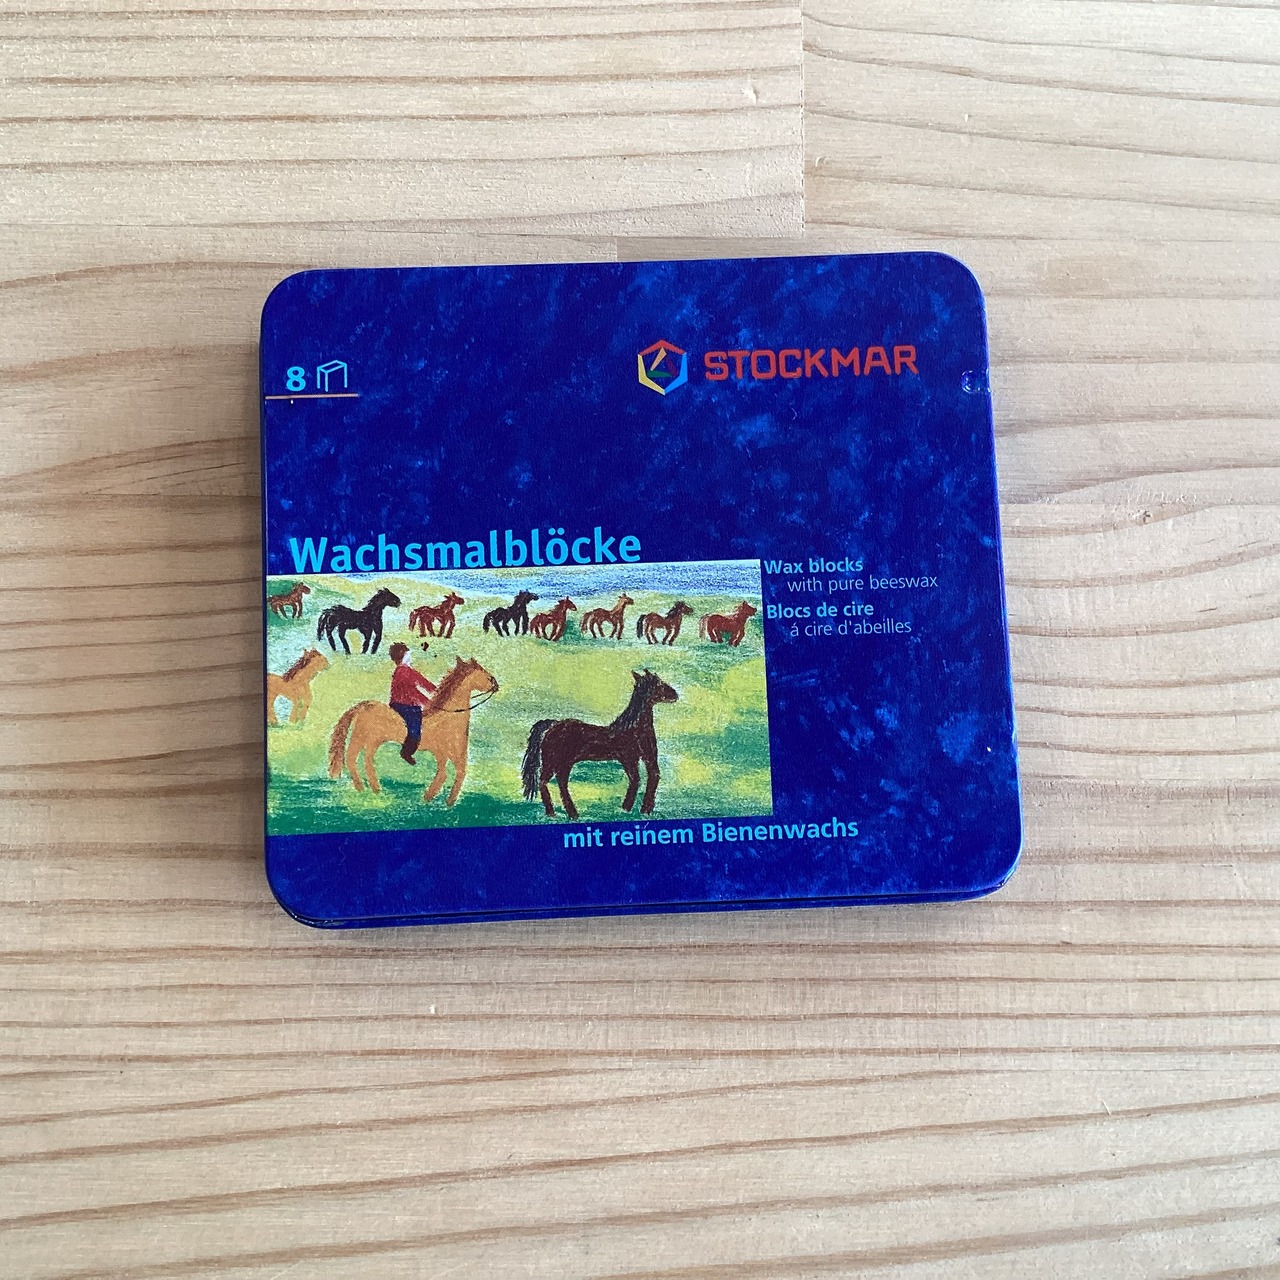 8
STOCKMAR
Wachsmalblöcke
Wax blocks
with pure beeswax
Blocs de cire
á cire d'abeilles
mit reinem Bienenwachs